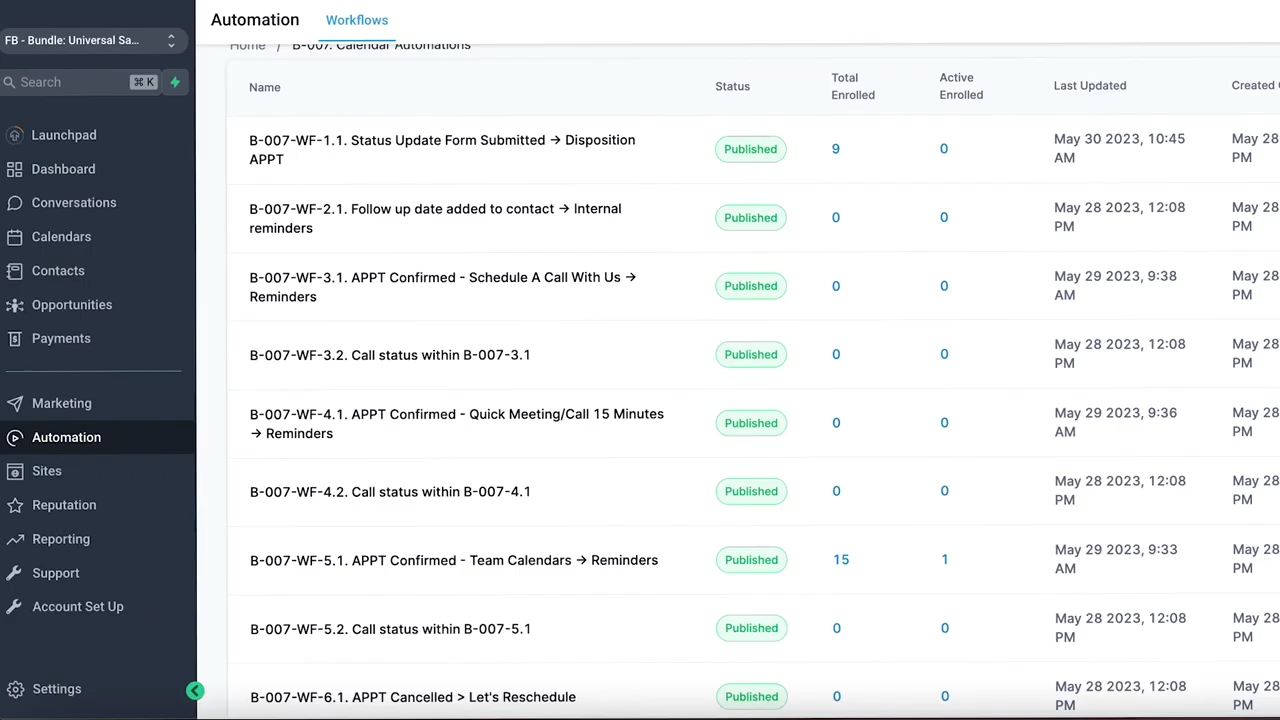 FB - Bundle: Universal Sa...
Search
⌘ K
Launchpad
Dashboard
Conversations
Calendars
Contacts
Opportunities
Payments
Marketing
Automation
Sites
Reputation
Reporting
Support
Account Set Up
Settings
Automation
Workflows
Home / B-007. Calendar Automations
Name
Status
Total
Enrolled
Active
Enrolled
Last Updated
Created
B-007-WF-1.1. Status Update Form Submitted → Disposition
APPT
Published
9
0
May 30 2023, 10:45
AM
May 28
PM
B-007-WF-2.1. Follow up date added to contact → Internal
reminders
Published
0
0
May 28 2023, 12:08
PM
May 28
PM
B-007-WF-3.1. APPT Confirmed - Schedule A Call With Us →
Reminders
Published
0
0
May 29 2023, 9:38
AM
May 28
PM
B-007-WF-3.2. Call status within B-007-3.1
Published
0
0
May 28 2023, 12:08
PM
May 28
PM
B-007-WF-4.1. APPT Confirmed - Quick Meeting/Call 15 Minutes
→ Reminders
Published
0
0
May 29 2023, 9:36
AM
May 28
PM
B-007-WF-4.2. Call status within B-007-4.1
Published
0
0
May 28 2023, 12:08
PM
May 28
PM
B-007-WF-5.1. APPT Confirmed - Team Calendars → Reminders
Published
15
1
May 29 2023, 9:33
AM
May 28
PM
B-007-WF-5.2. Call status within B-007-5.1
Published
0
0
May 28 2023, 12:08
PM
May 28
PM
B-007-WF-6.1. APPT Cancelled > Let's Reschedule
Published
0
0
May 28 2023, 12:08
PM
May 28
PM